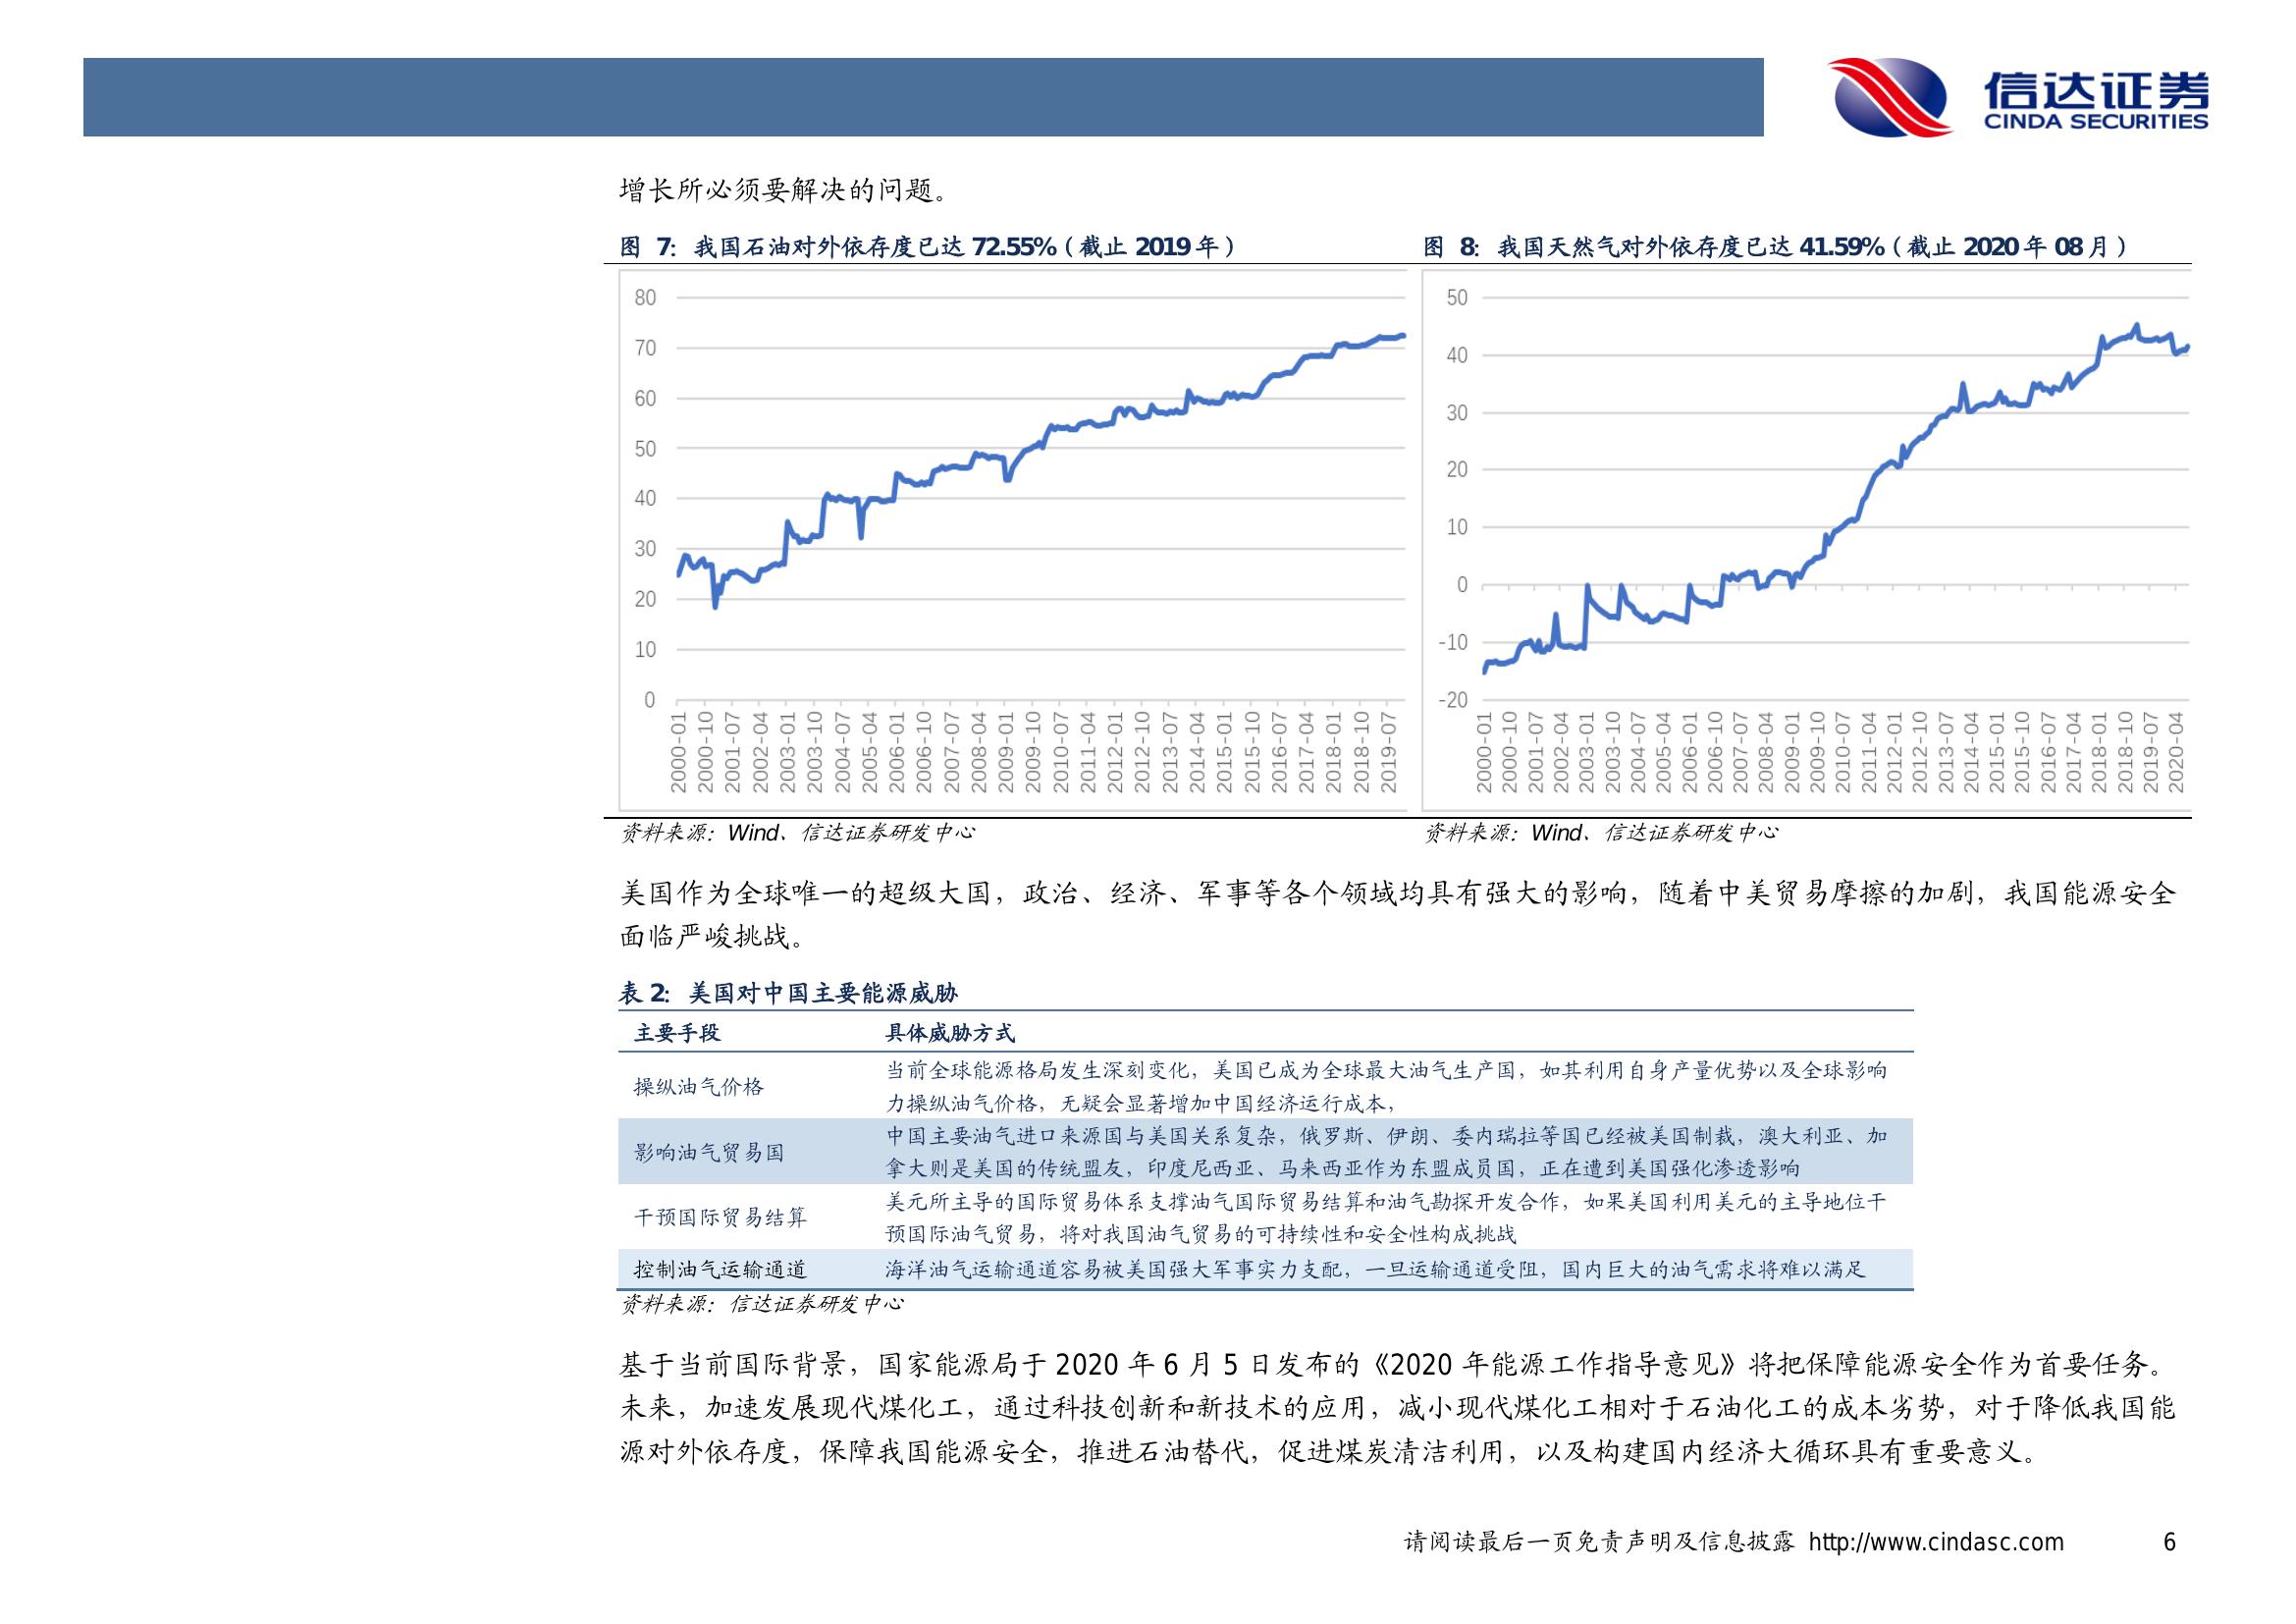 信达证券
CINDA SECURITIES
增长所必须要解决的问题。
图 7：我国石油对外依存度已达 72.55%（截止 2019 年）
80
70
60
50
40
30
20
10
0
2000-01
2000-10
2001-07
2002-04
2003-01
2003-10
2004-07
2005-04
2006-01
2006-10
2007-07
2008-04
2009-01
2009-10
2010-07
2011-04
2012-01
2012-10
2013-07
2014-04
2015-01
2015-10
2016-07
2017-04
2018-01
2018-10
2019-07
资料来源：Wind、信达证券研发中心
图 8：我国天然气对外依存度已达 41.59%（截止 2020 年 08 月）
50
40
30
20
10
0
-10
-20
2000-01
2000-10
2001-07
2002-04
2003-01
2003-10
2004-07
2005-04
2006-01
2006-10
2007-07
2008-04
2009-01
2009-10
2010-07
2011-04
2012-01
2012-10
2013-07
2014-04
2015-01
2015-10
2016-07
2017-04
2018-01
2018-10
2019-07
2020-04
资料来源：Wind、信达证券研发中心
美国作为全球唯一的超级大国，政治、经济、军事等各个领域均具有强大的影响，随着中美贸易摩擦的加剧，我国能源安全
面临严峻挑战。
表 2：美国对中国主要能源威胁
主要手段 具体威胁方式
操纵油气价格
当前全球能源格局发生深刻变化，美国已成为全球最大油气生产国，如其利用自身产量优势以及全球影响
力操纵油气价格，无疑会显著增加中国经济运行成本，
影响油气贸易国
中国主要油气进口来源国与美国关系复杂，俄罗斯、伊朗、委内瑞拉等国已经被美国制裁，澳大利亚、加
拿大则是美国的传统盟友，印度尼西亚、马来西亚作为东盟成员国，正在遭到美国强化渗透影响
干预国际贸易结算
美元所主导的国际贸易体系支撑油气国际贸易结算和油气勘探开发合作，如果美国利用美元的主导地位干
预国际油气贸易，将对我国油气贸易的可持续性和安全性构成挑战
控制油气运输通道 海洋油气运输通道容易被美国强大军事实力支配，一旦运输通道受阻，国内巨大的油气需求将难以满足
资料来源：信达证券研发中心
基于当前国际背景，国家能源局于 2020 年 6 月 5 日发布的《2020 年能源工作指导意见》将把保障能源安全作为首要任务。
未来，加速发展现代煤化工，通过科技创新和新技术的应用，减小现代煤化工相对于石油化工的成本劣势，对于降低我国能
源对外依存度，保障我国能源安全，推进石油替代，促进煤炭清洁利用，以及构建国内经济大循环具有重要意义。
请阅读最后一页免责声明及信息披露 http://www.cindasc.com 6